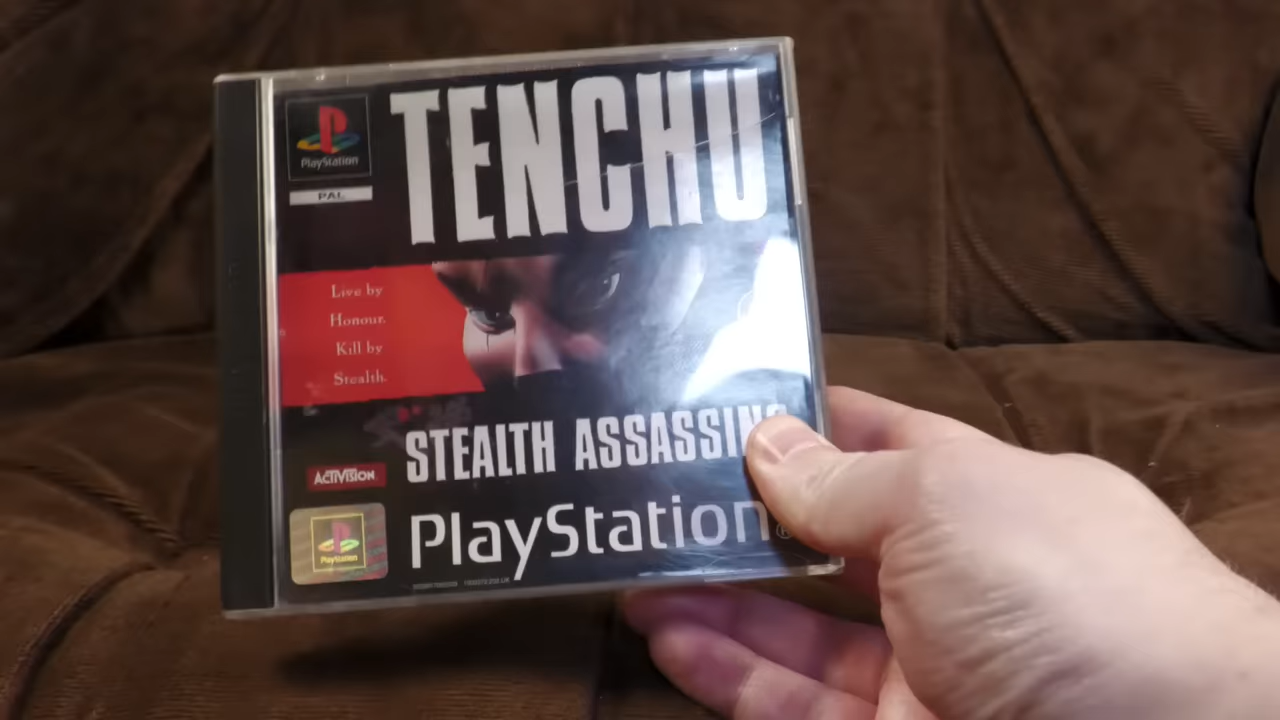 TENCHU
PlayStation
PAL
Live by
Honour.
Kill by
Stealth.
STEALTH ASSASSINS
ACTIVISION
PlayStation
PlayStation®